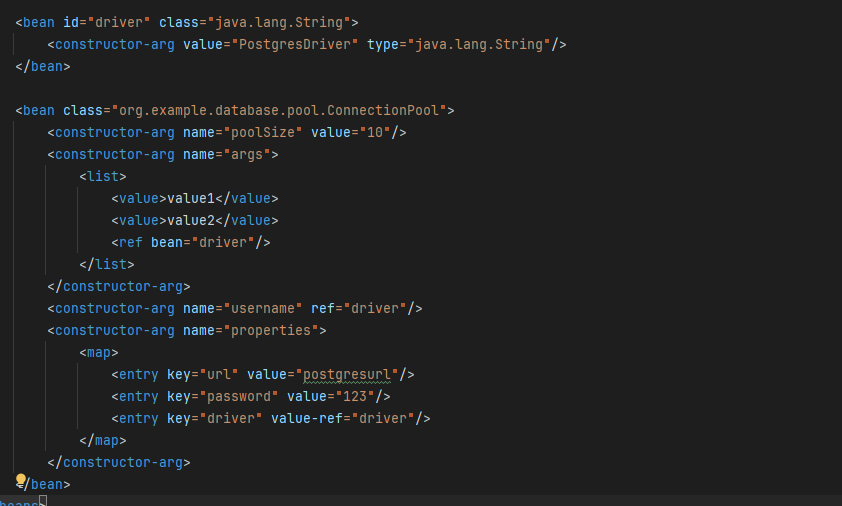 <bean id="driver" class="java.lang.String">
<constructor-arg value="PostgresDriver" type="java.lang.String"/>
</bean>
<bean class="org.example.database.pool.ConnectionPool">
<constructor-arg name="poolSize" value="10"/>
<constructor-arg name="args">
<list>
<value>value1</value>
<value>value2</value>
<ref bean="driver"/>
</list>
</constructor-arg>
<constructor-arg name="username" ref="driver"/>
<constructor-arg name="properties">
<map>
<entry key="url" value="postgresurl"/>
<entry key="password" value="123"/>
<entry key="driver" value-ref="driver"/>
</map>
</constructor-arg>
</bean>
beans>